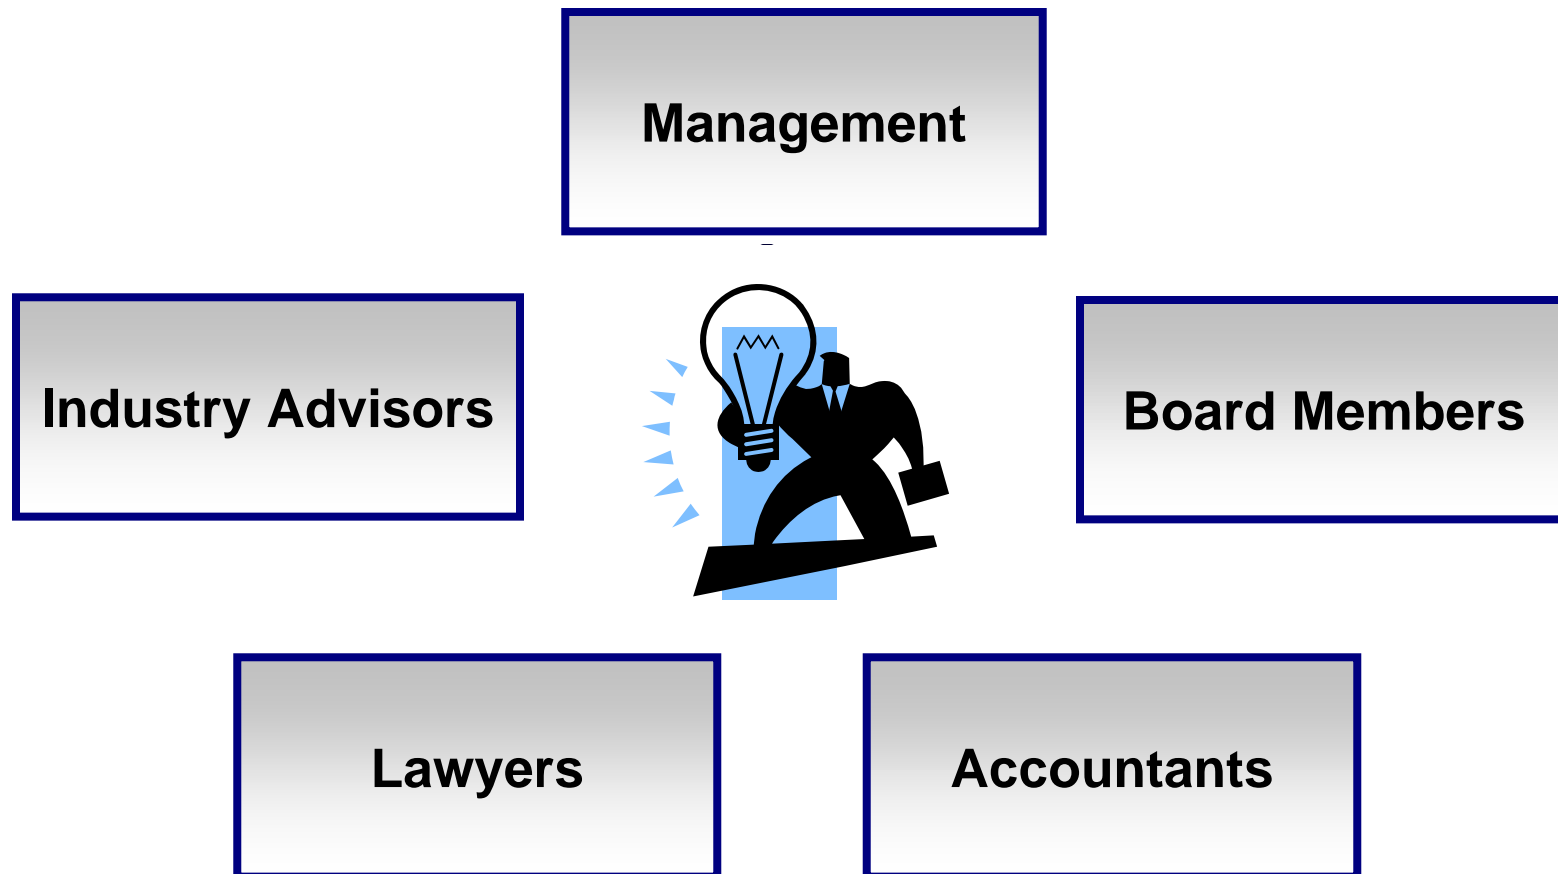 Management
Industry Advisors
Board Members
Lawyers
Accountants